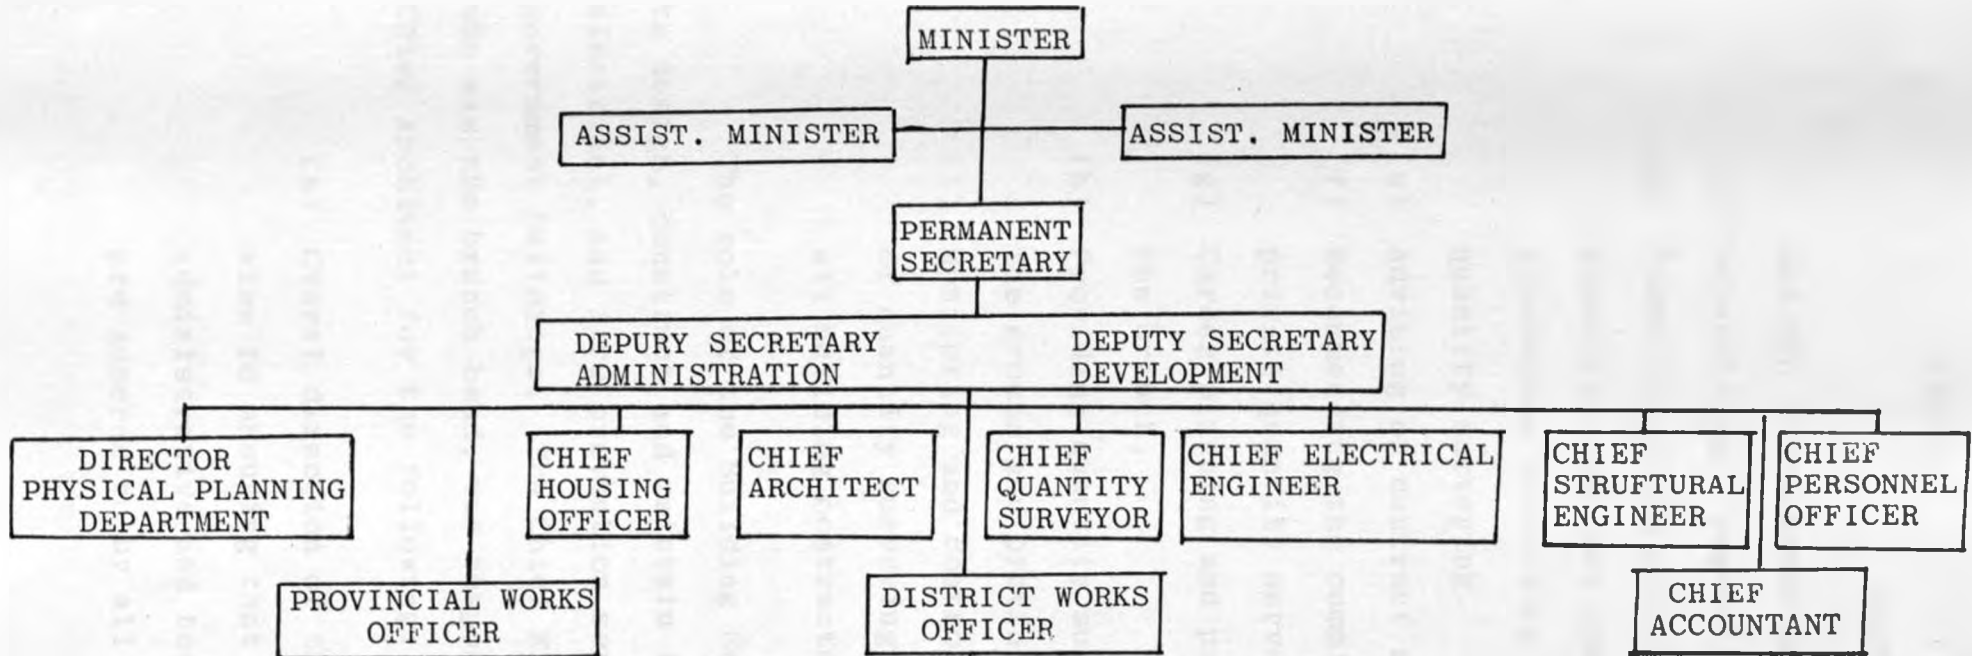 MINISTER
ASSIST. MINISTER
ASSIST. MINISTER
PERMANENT
SECRETARY
DEPURY SECRETARY
ADMINISTRATION
DEPUTY SECRETARY
DEVELOPMENT
DIRECTOR
PHYSICAL PLANNING
DEPARTMENT
CHIEF
HOUSING
OFFICER
CHIEF
ARCHITECT
CHIEF
QUANTITY
SURVEYOR
CHIEF ELECTRICAL
ENGINEER
CHIEF
STRUFTURAL
ENGINEER
CHIEF
PERSONNEL
OFFICER
PROVINCIAL WORKS
OFFICER
DISTRICT WORKS
OFFICER
CHIEF
ACCOUNTANT